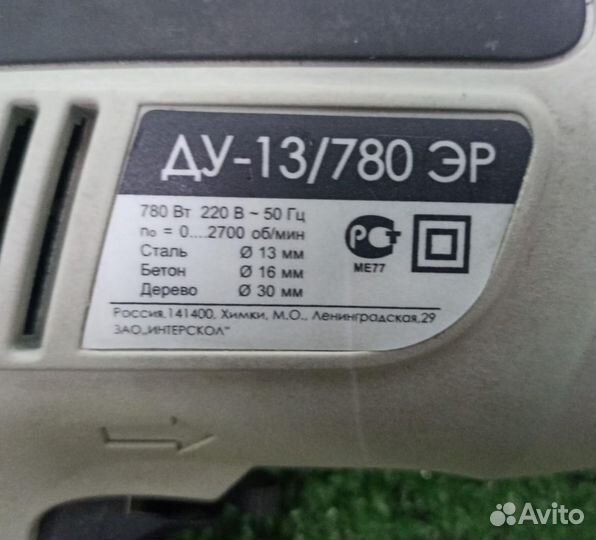 ДУ-13/780 ЭР
780 Вт 220 В ~ 50 Гц
n₀ = 0....2700 об/мин
Сталь Ø 13 мм
Бетон Ø 16 мм
Дерево Ø 30 мм
РСТ
МЕ77
Россия,141400, Химки, М.О., Ленинградская,29
ЗАО„ИНТЕРСКОЛ"
Avito